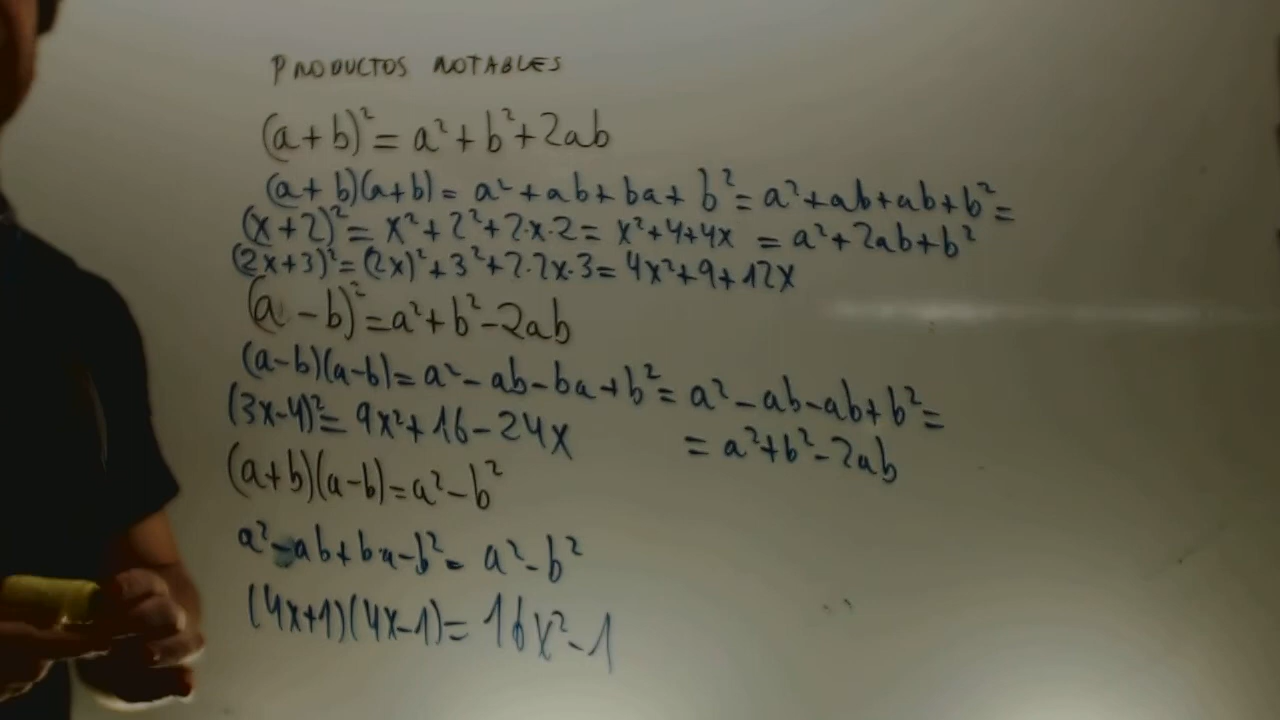 PRODUCTOS NOTABLES
(a+b)² = a² + b² + 2ab
(a+b)(a+b) = a² + ab + ba + b² = a² + ab + ab + b² =
(x+2)² = x² + 2² + 2·x·2 = x² + 4 + 4x = a² + 2ab + b²
(2x+3)² = (2x)² + 3² + 2·2x·3 = 4x² + 9 + 12x
(a-b)² = a² + b² - 2ab
(a-b)(a-b) = a² - ab - ba + b² = a² - ab - ab + b² =
(3x-4)² = 9x² + 16 - 24x = a² + b² - 2ab
(a+b)(a-b) = a² - b²
a² - ab + ba - b² = a² - b²
(4x+1)(4x-1) = 16x² - 1